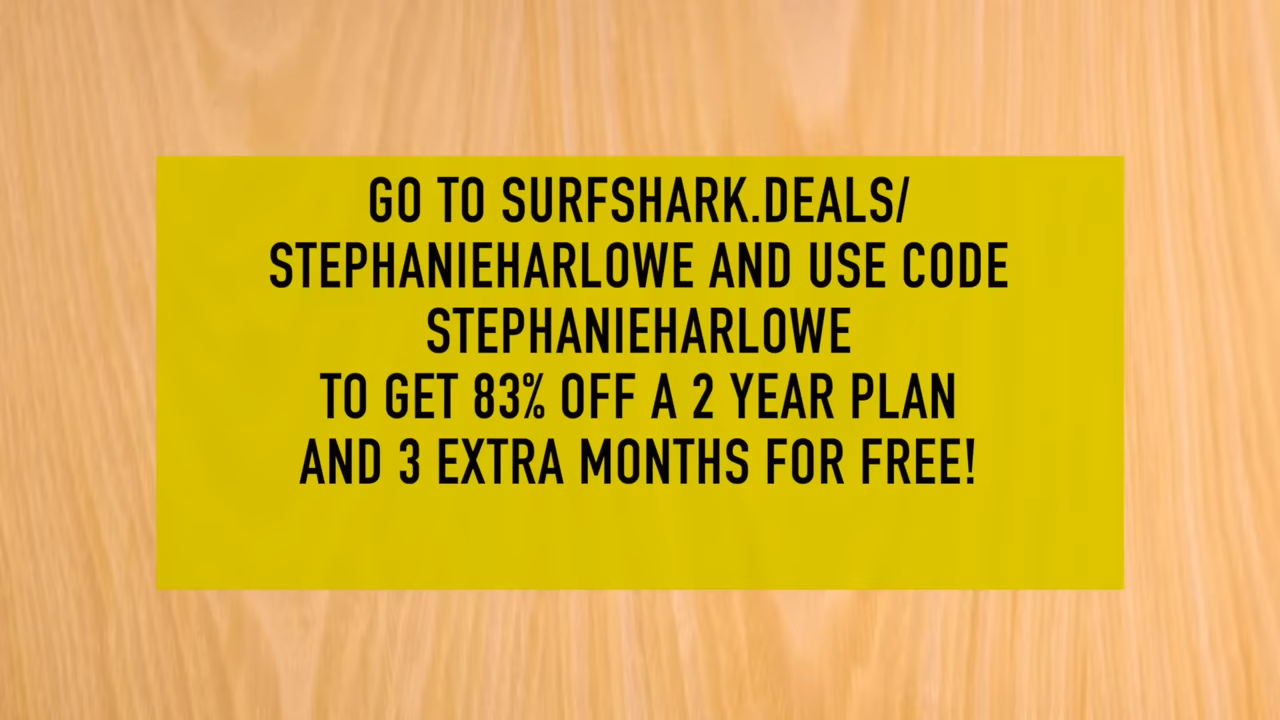 GO TO SURFSHARK.DEALS/
STEPHANIEHARLOWE AND USE CODE
STEPHANIEHARLOWE
TO GET 83% OFF A 2 YEAR PLAN
AND 3 EXTRA MONTHS FOR FREE!